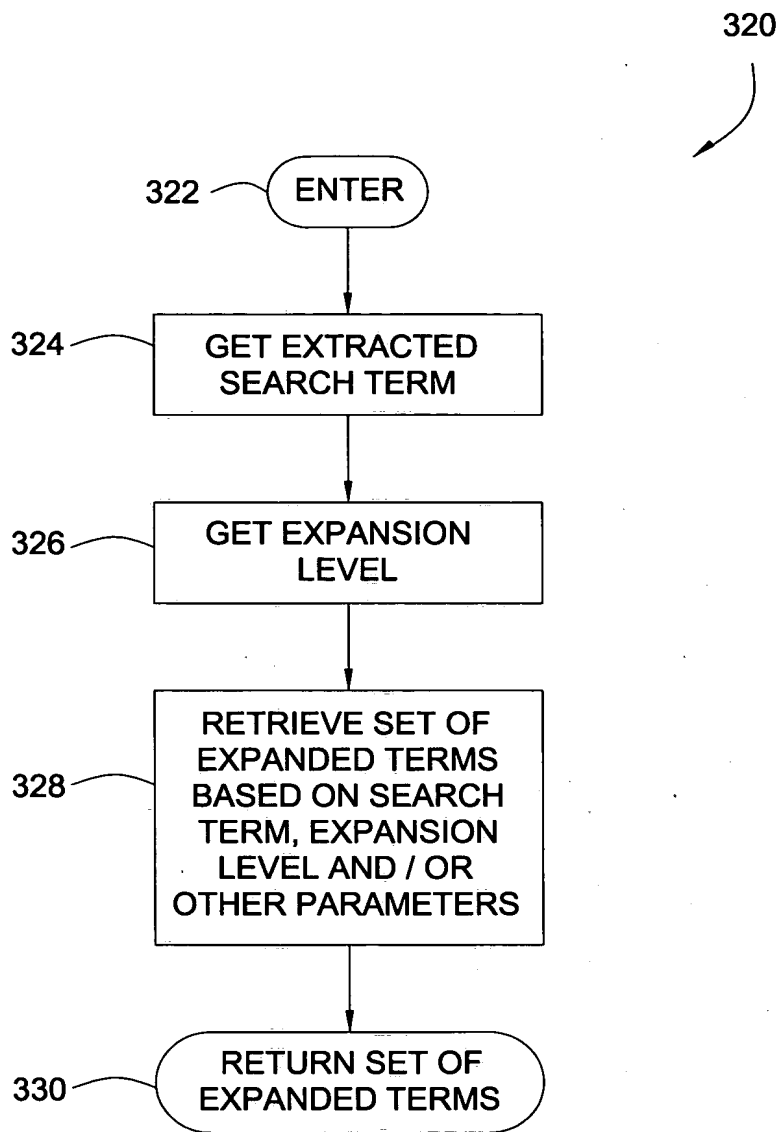 320
322
ENTER
324
GET EXTRACTED
SEARCH TERM
326
GET EXPANSION
LEVEL
328
RETRIEVE SET OF
EXPANDED TERMS
BASED ON SEARCH
TERM, EXPANSION
LEVEL AND / OR
OTHER PARAMETERS
330
RETURN SET OF
EXPANDED TERMS